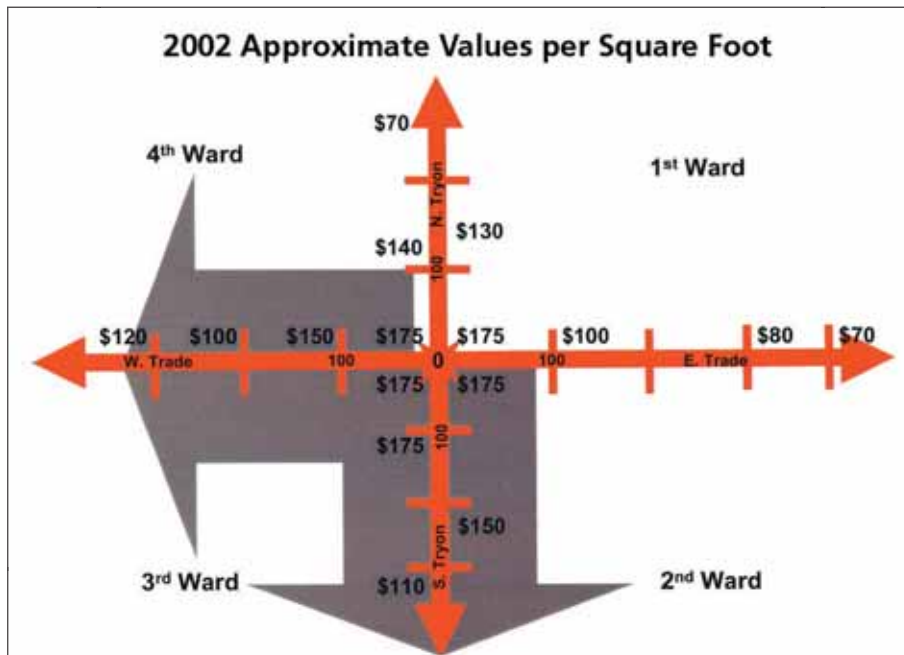 2002 Approximate Values per Square Foot
$70
4th Ward
1st Ward
N. Tryon
$140
$130
100
$120
$100
$150
$175
$175
$100
$80
$70
W. Trade
100
0
100
E. Trade
$175
$175
$175
100
$150
S. Tryon
3rd Ward
$110
2nd Ward